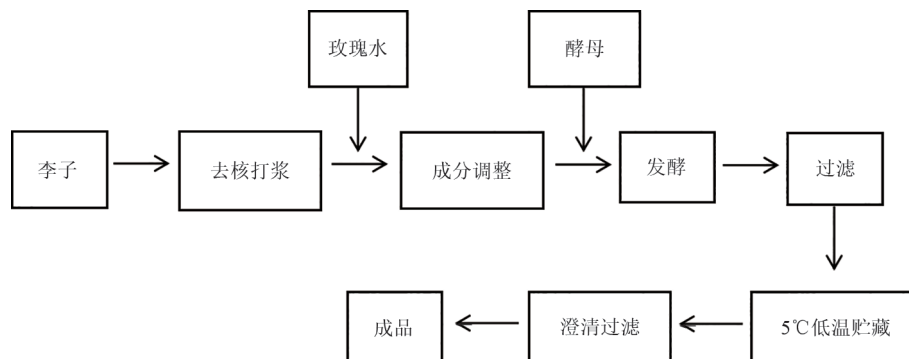 玫瑰水
酵母
李子
去核打浆
成分调整
发酵
过滤
5℃低温贮藏
澄清过滤
成品